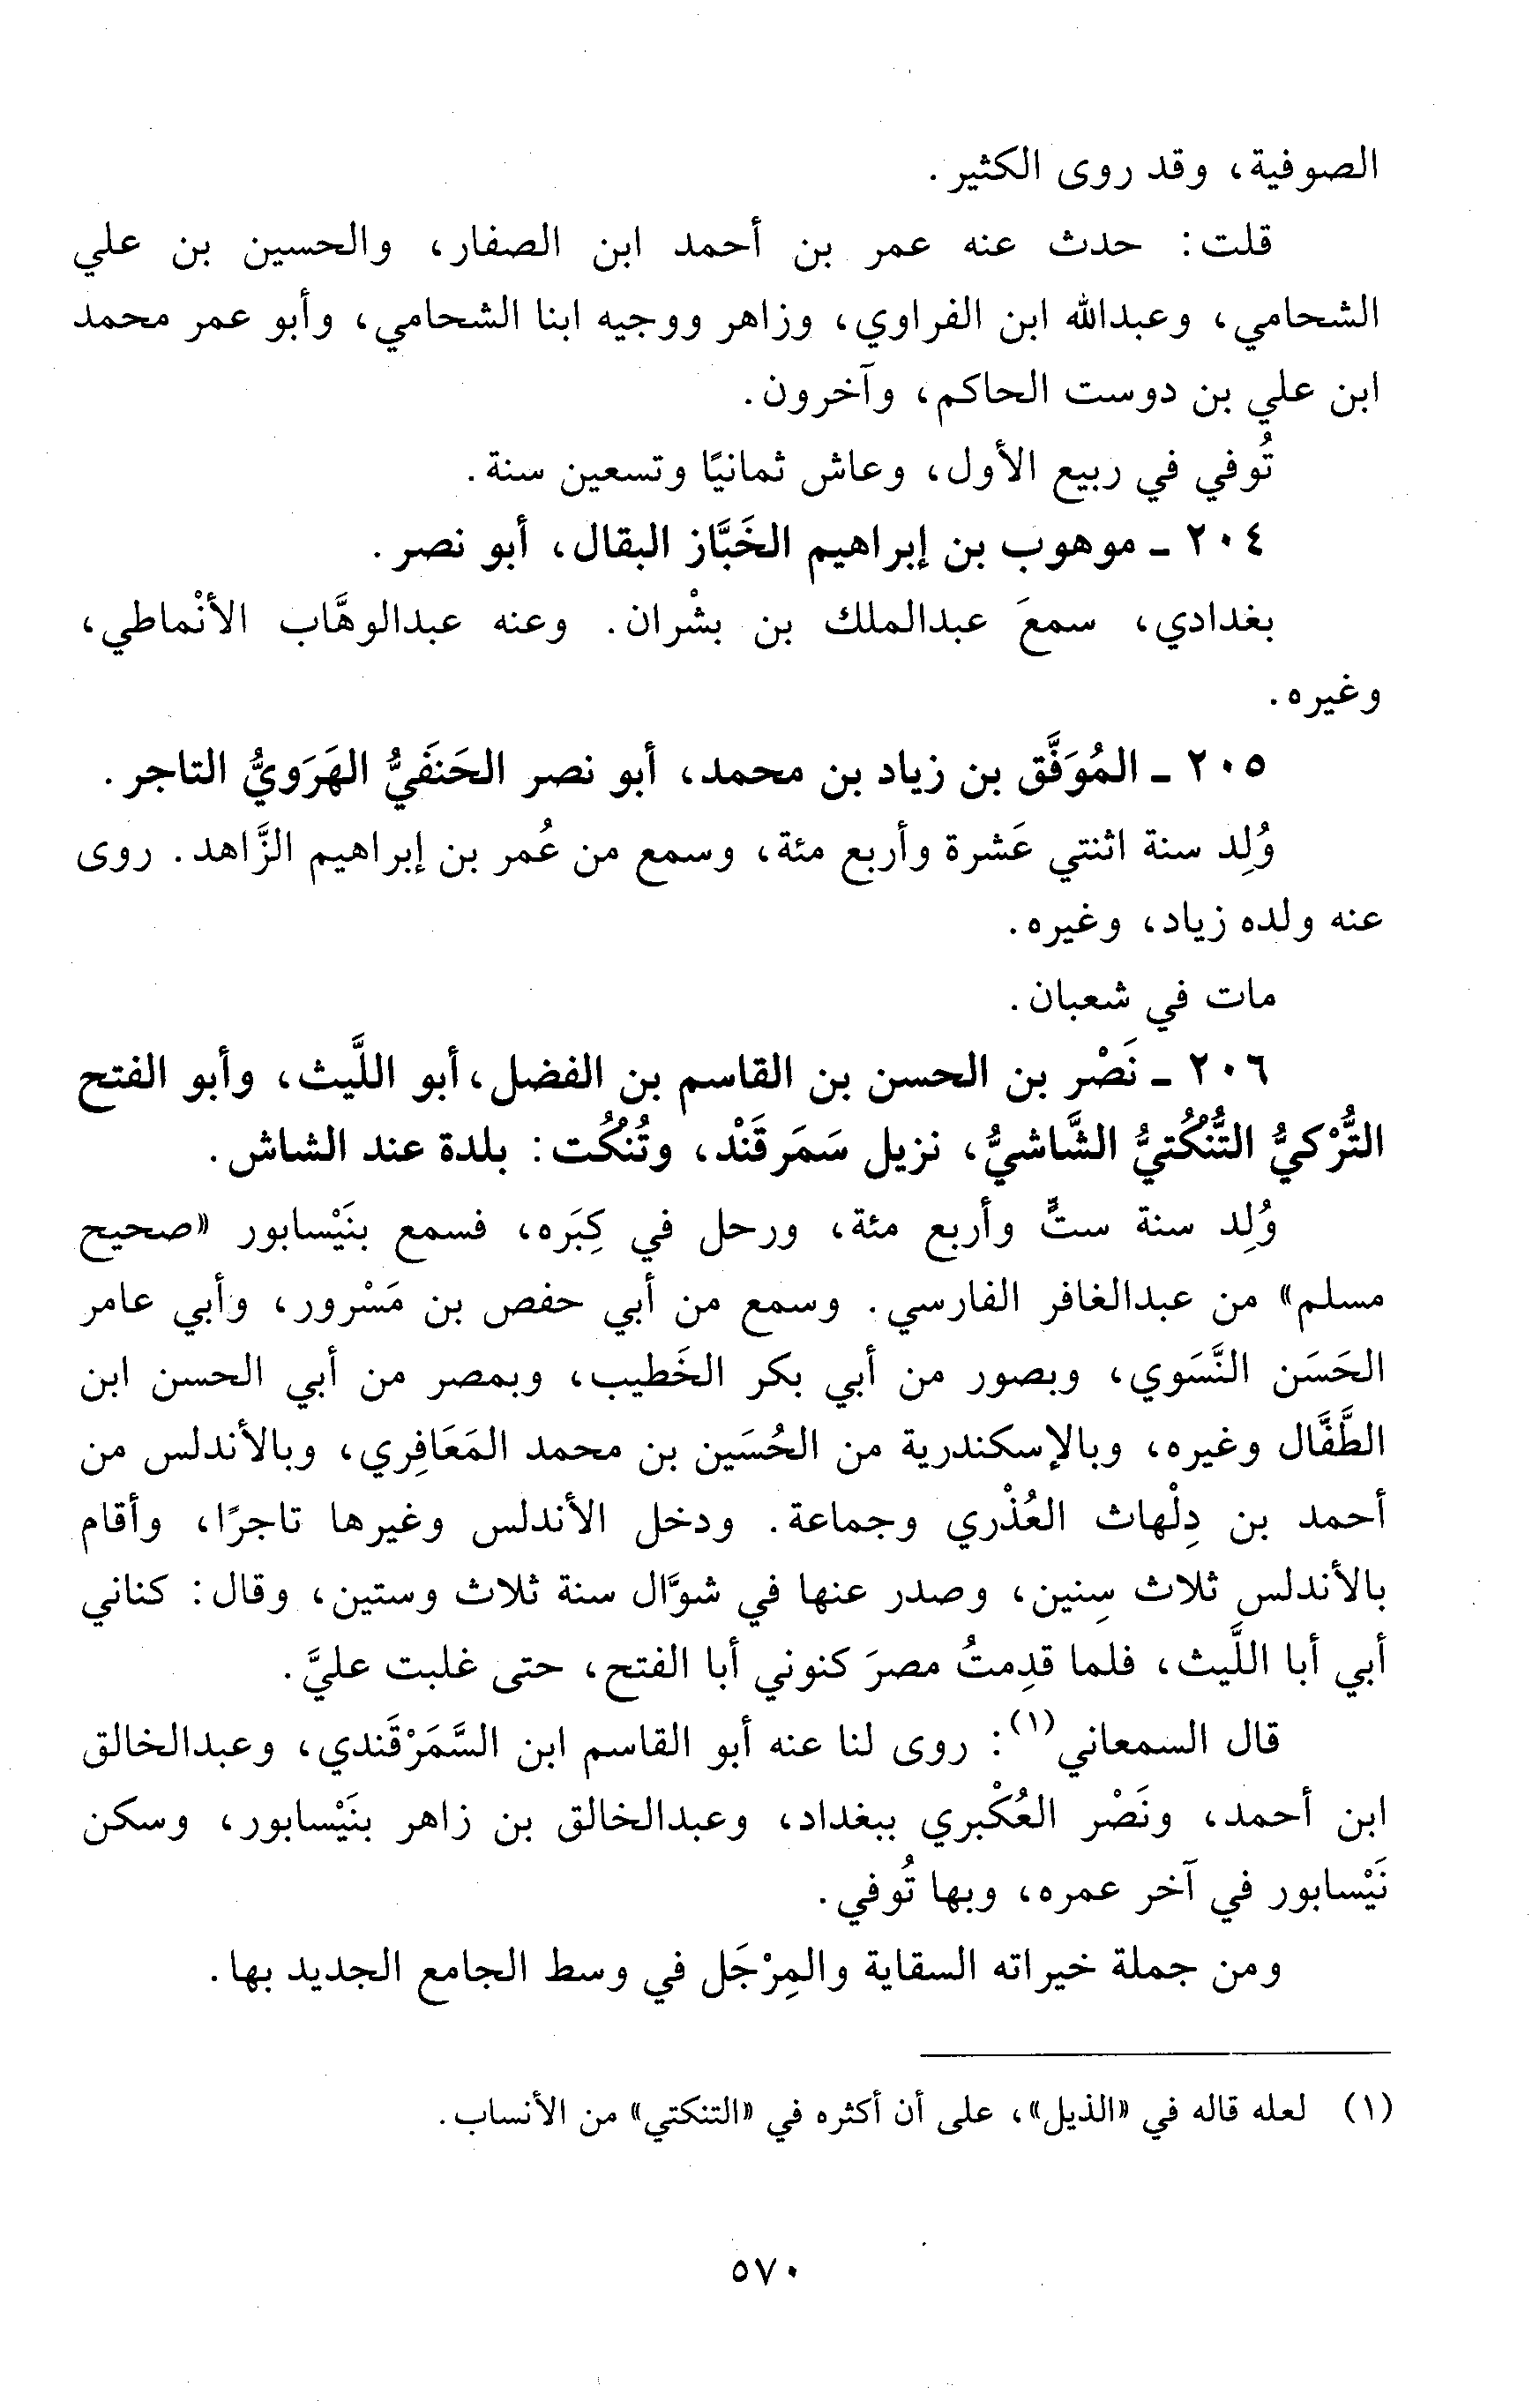 الصوفية، وقد روى الكثير.
قلت: حدث عنه عمر بن أحمد ابن الصفار، والحسين بن علي
الشحامي، وعبدالله ابن الفراوي، وزاهر ووجيه ابنا الشحامي، وأبو عمر محمد
ابن علي بن دوست الحاكم، وآخرون.
تُوفي في ربيع الأول، وعاش ثمانيًا وتسعين سنة.
٢٠٤ - موهوب بن إبراهيم الخَبَّاز البقال، أبو نصر.
بغدادي، سمعَ عبدالملك بن بشْران. وعنه عبدالوهَّاب الأنْماطي،
وغيره.
٢٠٥ - المُوَفَّق بن زياد بن محمد، أبو نصر الحَنَفيُّ الهَرَويُّ التاجر.
وُلِد سنة اثنتي عَشرة وأربع مئة، وسمع من عُمر بن إبراهيم الزَّاهد. روى
عنه ولده زياد، وغيره.
مات في شعبان.
٢٠٦ - نَصْر بن الحسن بن القاسم بن الفضل، أبو اللَّيث، وأبو الفتح
التُّرْكيُّ التُّنْكُتيُّ الشَّاشيُّ، نزيل سَمَرقَنْد، وتُنْكُت: بلدة عند الشاش.
وُلِد سنة ستٍّ وأربع مئة، ورحل في كِبَره، فسمع بنَيْسابور «صحيح
مسلم» من عبدالغافر الفارسي. وسمع من أبي حفص بن مَسْرور، وأبي عامر
الحَسَن النَّسَوي، وبصور من أبي بكر الخَطيب، وبمصر من أبي الحسن ابن
الطَّفَّال وغيره، وبالإسكندرية من الحُسَين بن محمد المَعَافِري، وبالأندلس من
أحمد بن دِلْهاث العُذْري وجماعة. ودخل الأندلس وغيرها تاجرًا، وأقام
بالأندلس ثلاث سِنين، وصدر عنها في شوَّال سنة ثلاث وستين، وقال: كناني
أبي أبا اللَّيث، فلما قدِمتُ مصرَ كنوني أبا الفتح، حتى غلبت عليَّ.
قال السمعاني(١): روى لنا عنه أبو القاسم ابن السَّمَرْقَندي، وعبدالخالق
ابن أحمد، ونَصْر العُكْبري ببغداد، وعبدالخالق بن زاهر بنَيْسابور، وسكن
نَيْسابور في آخر عمره، وبها تُوفي.
ومن جملة خيراته السقاية والمِرْجَل في وسط الجامع الجديد بها.
(١) لعله قاله في «الذيل»، على أن أكثره في «التنكتي» من الأنساب.
٥٧٠